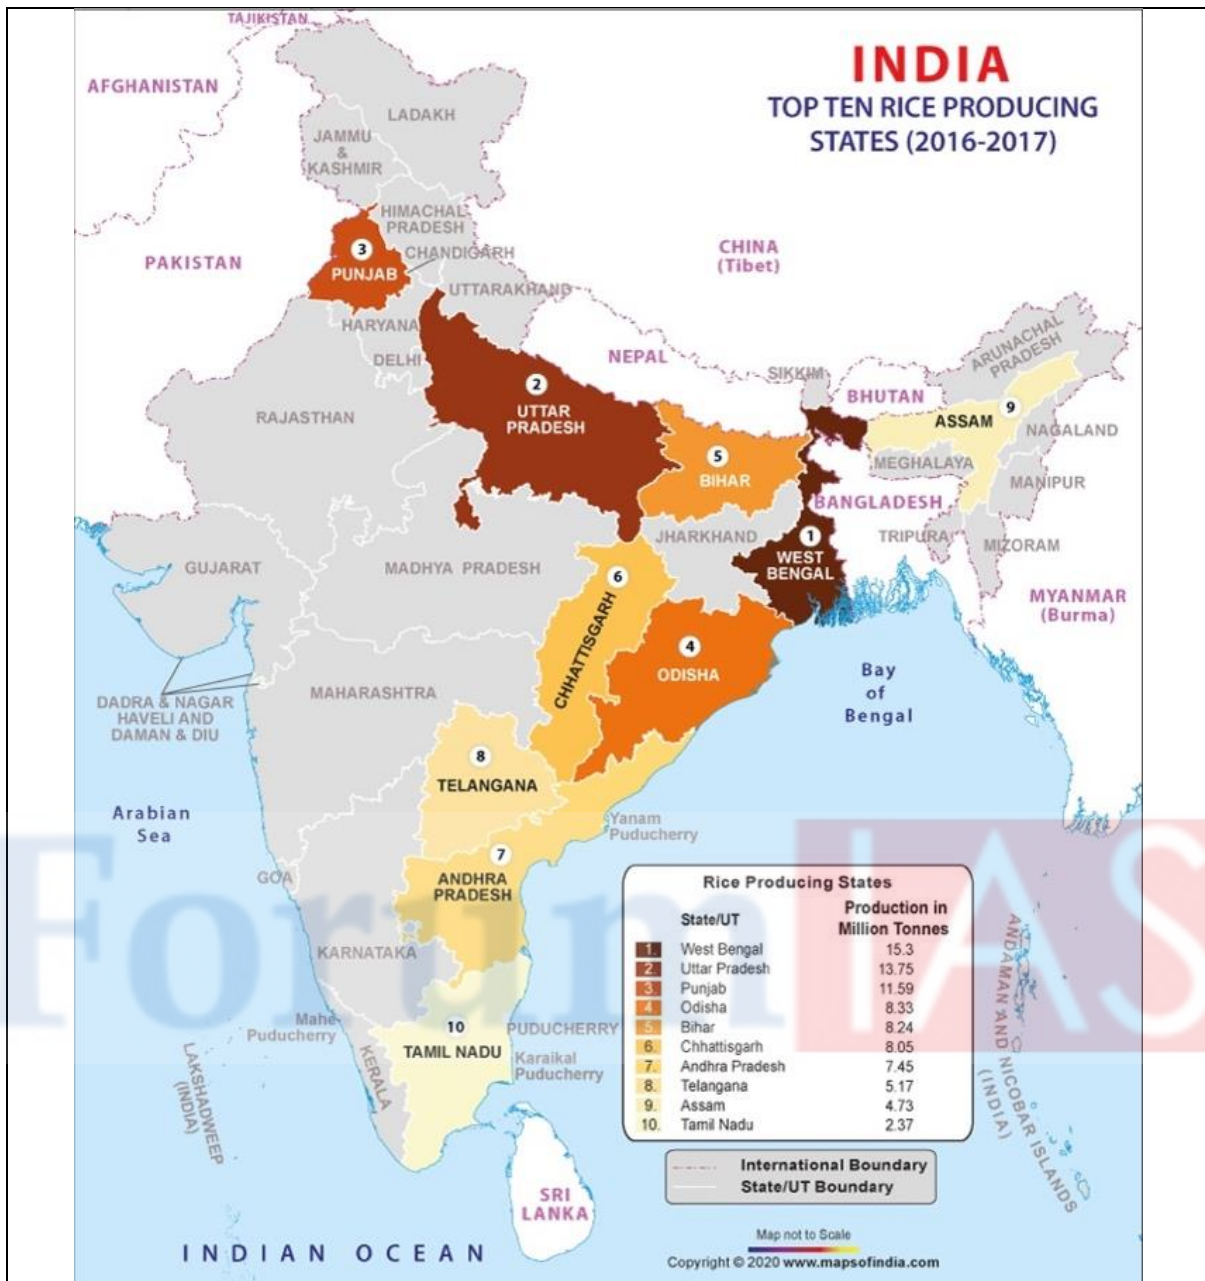 TAJIKISTAN
INDIA
TOP TEN RICE PRODUCING
STATES (2016-2017)
AFGHANISTAN
LADAKH
JAMMU
&
KASHMIR
HIMACHAL
PRADESH
CHINA
(Tibet)
PAKISTAN
3
PUNJAB
CHANDIGARH
UTTARAKHAND
HARYANA
DELHI
NEPAL
SIKKIM
BHUTAN
ARUNACHAL
PRADESH
RAJASTHAN
2
UTTAR
PRADESH
9
ASSAM
NAGALAND
5
BIHAR
MEGHALAYA
MANIPUR
BANGLADESH
JHARKHAND
TRIPURA
MIZORAM
GUJARAT
MADHYA PRADESH
1
WEST
BENGAL
6
CHHATTISGARH
MYANMAR
(Burma)
4
ODISHA
MAHARASHTRA
DADRA & NAGAR
HAVELI AND
DAMAN & DIU
Bay
of
Bengal
8
TELANGANA
Arabian
Sea
Yanam
Puducherry
7
ANDHRA
PRADESH
GOA
KARNATAKA
Forum IAS
Rice Producing States
State/UT Production in
Million Tonnes
1. West Bengal 15.3
2. Uttar Pradesh 13.75
3. Punjab 11.59
4 Odisha 8.33
5 Bihar 8.24
6. Chhattisgarh 8.05
7. Andhra Pradesh 7.45
8. Telangana 5.17
9. Assam 4.73
10. Tamil Nadu 2.37
ANDAMAN AND NICOBAR ISLANDS
(INDIA)
Mahe
Puducherry
10
TAMIL NADU
PUDUCHERRY
Karaikal
Puducherry
KERALA
LAKSHADWEEP
(INDIA)
International Boundary
State/UT Boundary
SRI
LANKA
INDIAN OCEAN
Map not to Scale
Copyright © 2020 www.mapsofindia.com